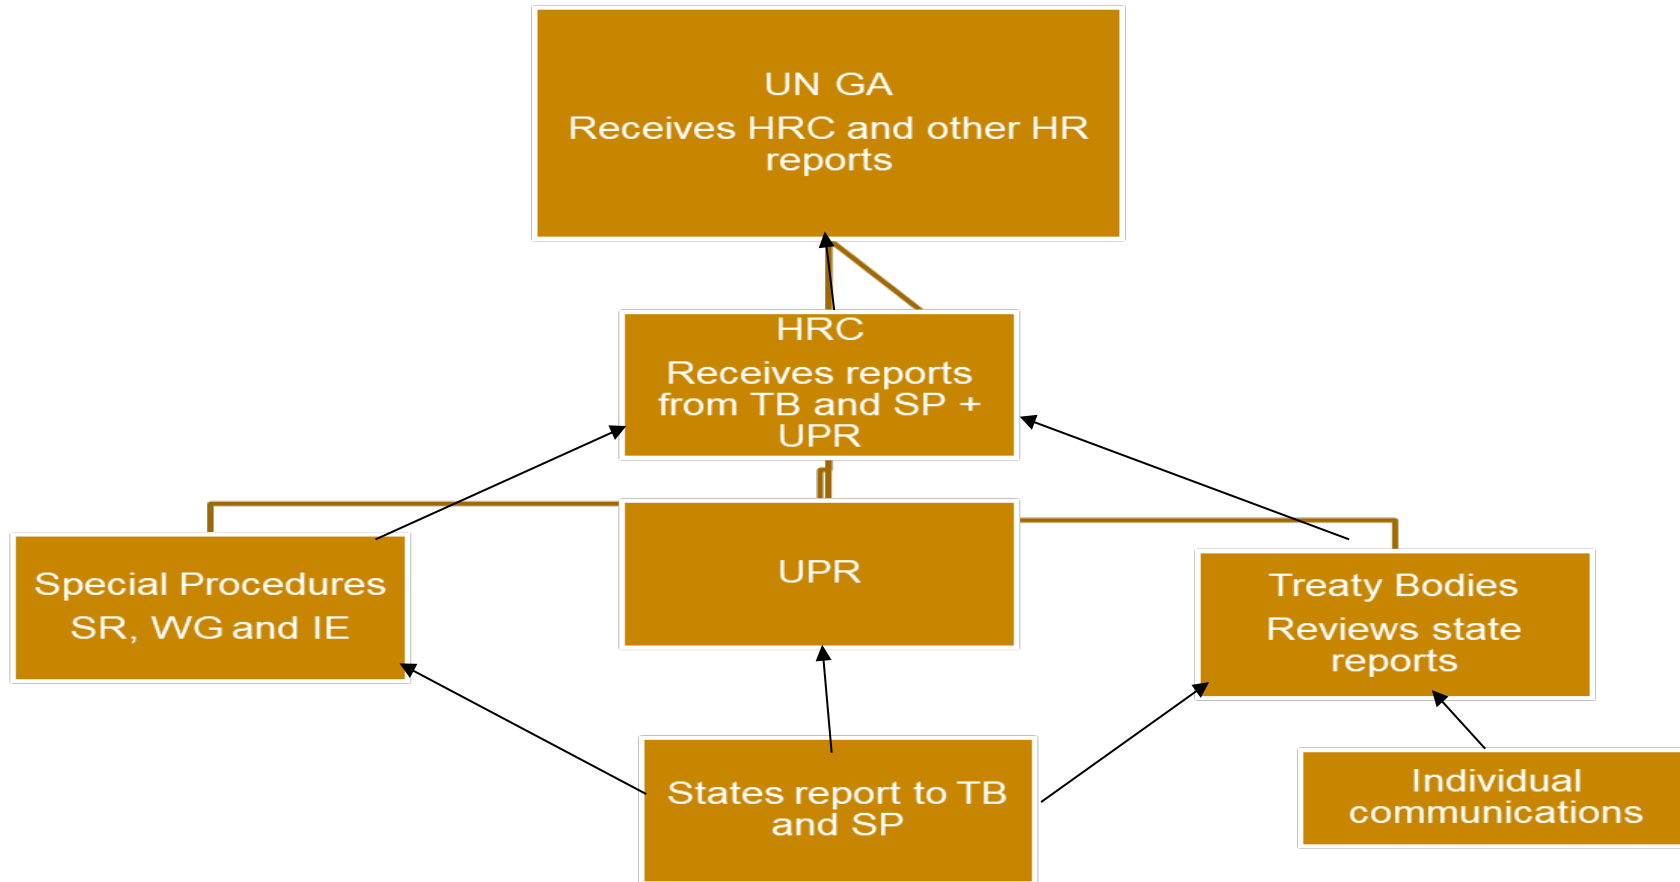 UN GA
Receives HRC and other HR
reports
HRC
Receives reports
from TB and SP +
UPR
Special Procedures
SR, WG and IE
UPR
Treaty Bodies
Reviews state
reports
States report to TB
and SP
Individual
communications